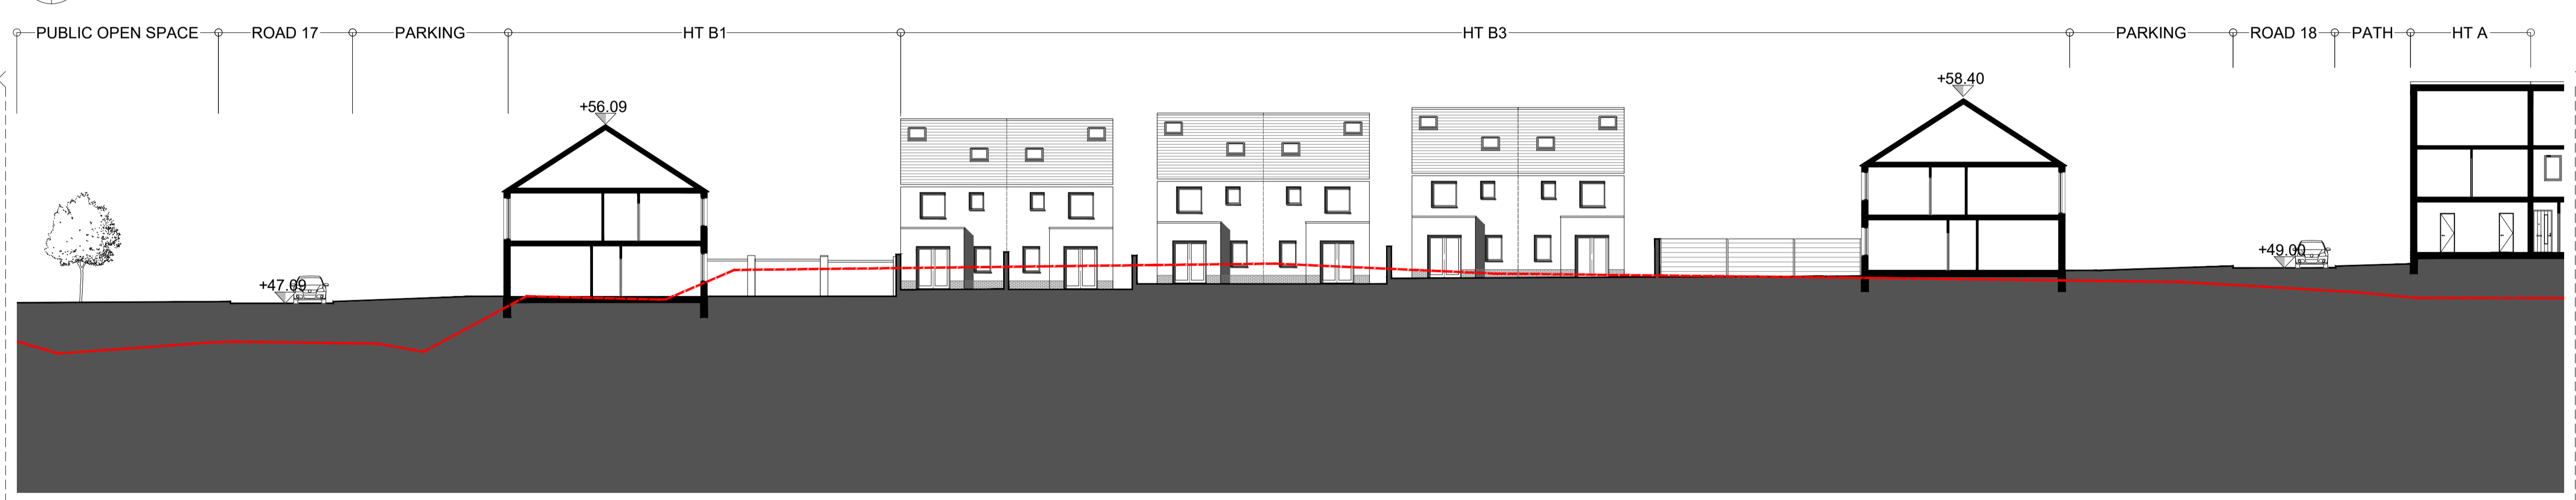 PUBLIC OPEN SPACE ROAD 17 PARKING HT B1 HT B3 PARKING ROAD 18 PATH HT A
+56.09
+58.40
+47.69
+49.00